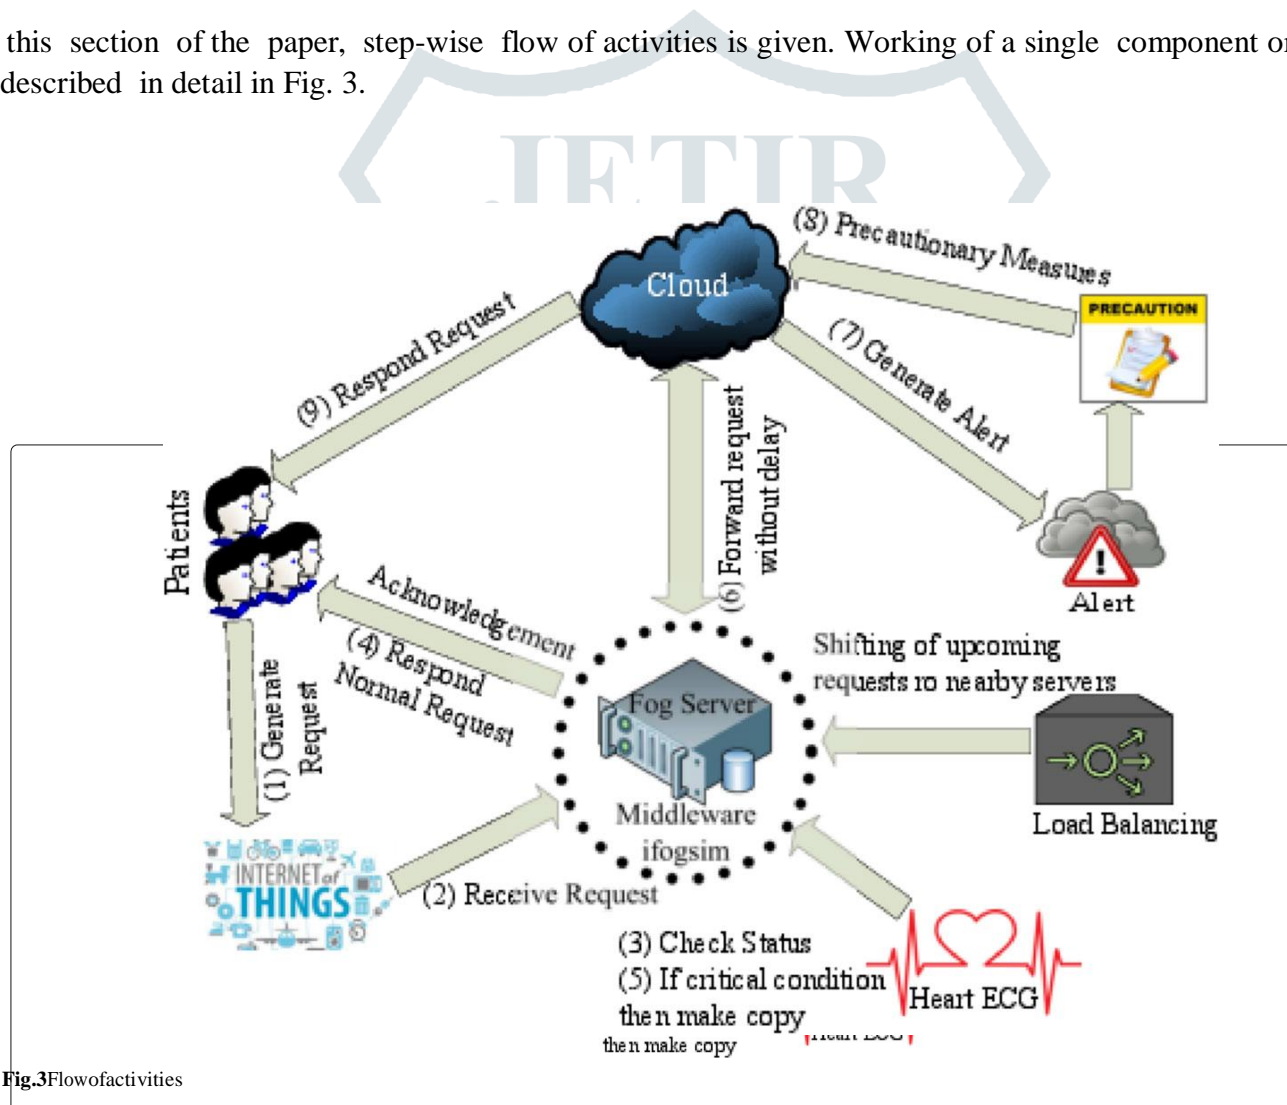 this section of the paper, step-wise flow of activities is given. Working of a single component or
described in detail in Fig. 3.
JETIR
(8) Precautionary Measures
Cloud
PRECAUTION
(7) Generate Alert
(9) Respond Request
(6) Forward request
without delay
Patients
Alert
Acknowledgement
(4) Respond
Normal Request
Shifting of upcoming
requests ro nearby servers
(1) Generate
Request
Fog Server
Middleware
ifogsim
Load Balancing
INTERNET of
THINGS
(2) Receive Request
(3) Check Status
(5) If critical condition
then make copy
Heart ECG
then make copy
Heart ECG
Fig.3Flowofactivities